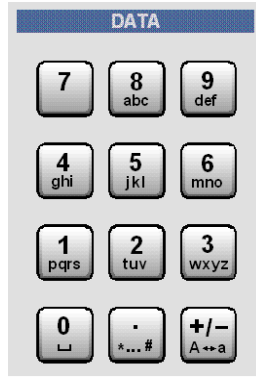 DATA
7 8 9
abc def
4 5 6
ghi jkl mno
1 2 3
pqrs tuv wxyz
0 . +/−
␣ *...# A↔a